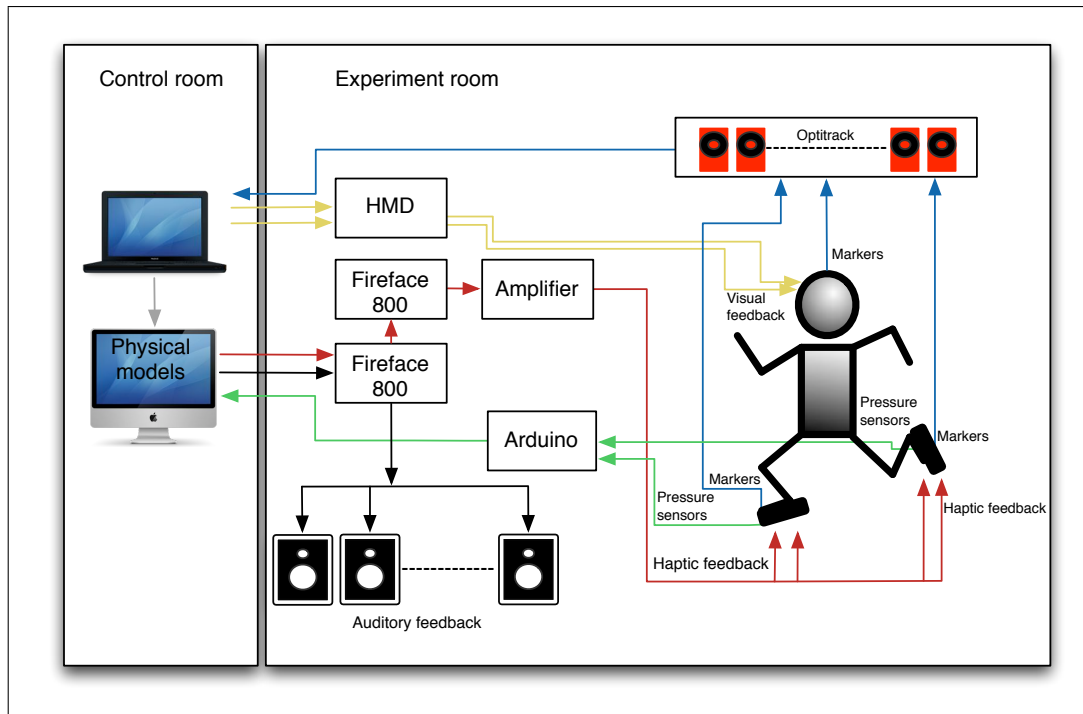 Control room
Experiment room
Optitrack
HMD
Markers
Fireface
800
Amplifier
Visual
feedback
Physical
models
Fireface
800
Pressure
sensors
Arduino
Markers
Markers
Pressure
sensors
Haptic feedback
Haptic feedback
Auditory feedback